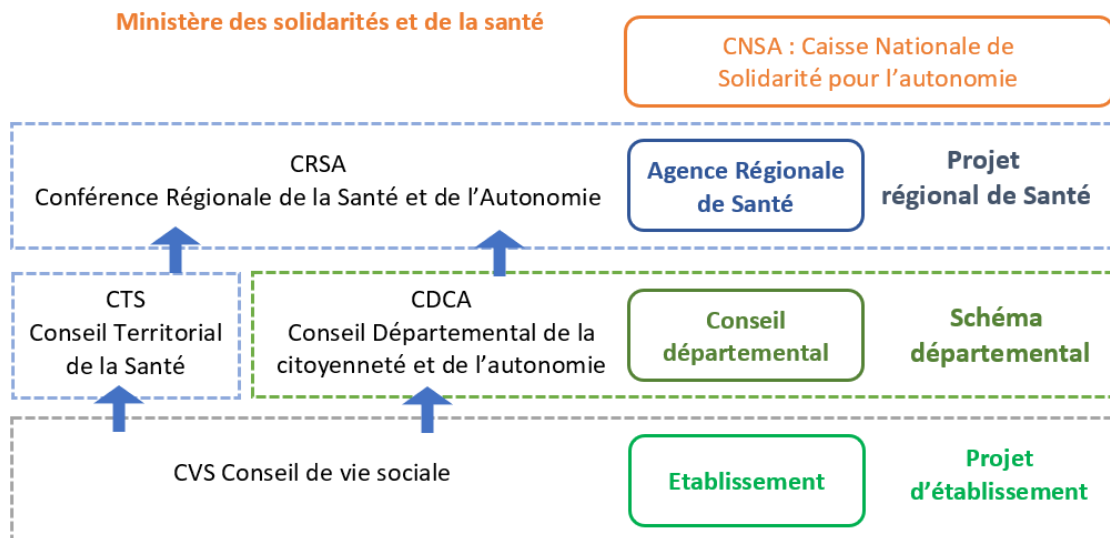 Ministère des solidarités et de la santé
CNSA : Caisse Nationale de
Solidarité pour l’autonomie
CRSA
Conférence Régionale de la Santé et de l’Autonomie
Agence Régionale
de Santé
Projet
régional de Santé
CTS
Conseil Territorial
de la Santé
CDCA
Conseil Départemental de la
citoyenneté et de l’autonomie
Conseil
départemental
Schéma
départemental
CVS Conseil de vie sociale
Etablissement
Projet
d’établissement